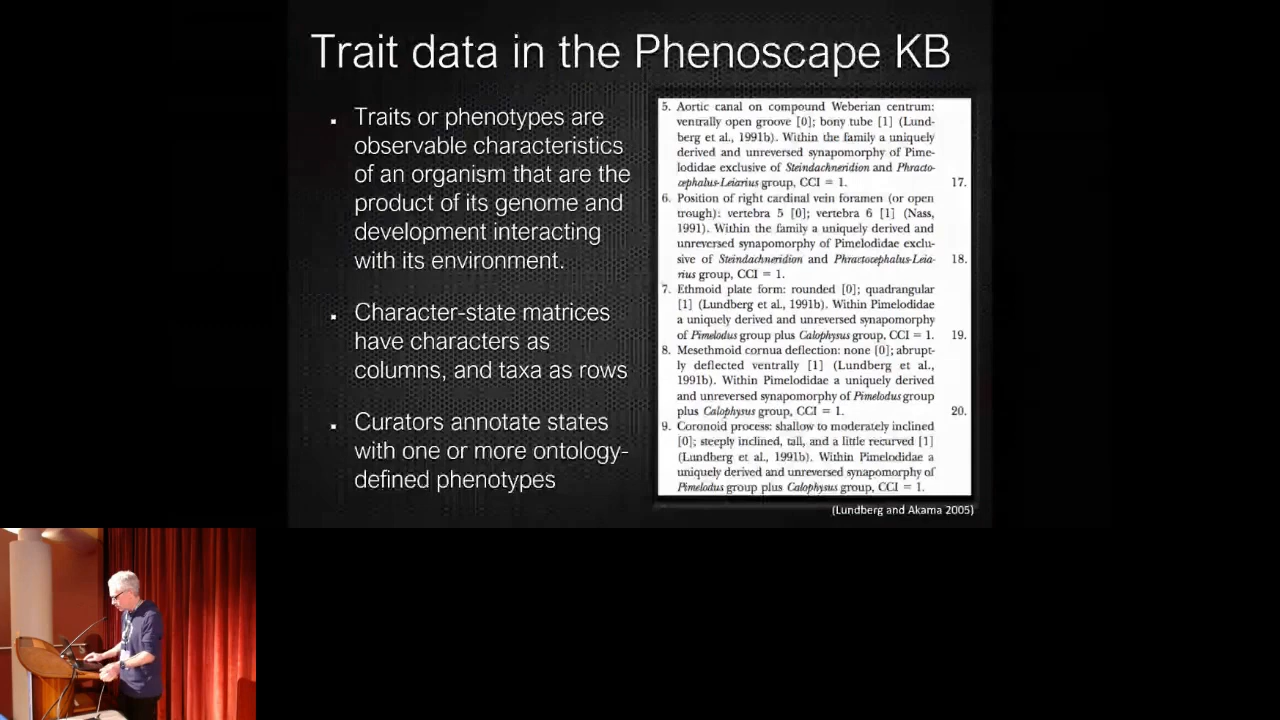 Trait data in the Phenoscape KB
▪ Traits or phenotypes are
observable characteristics
of an organism that are the
product of its genome and
development interacting
with its environment.
▪ Character-state matrices
have characters as
columns, and taxa as rows
▪ Curators annotate states
with one or more ontology-
defined phenotypes
5. Aortic canal on compound Weberian centrum:
ventrally open groove [0]; bony tube [1] (Lund-
berg et al., 1991b). Within the family a uniquely
derived and unreversed synapomorphy of Pime-
lodidae exclusive of Steindachneridion and Phracto-
cephalus-Leiarius group, CCI = 1. 17.
6. Position of right cardinal vein foramen (or open
trough): vertebra 5 [0]; vertebra 6 [1] (Nass,
1991). Within the family a uniquely derived and
unreversed synapomorphy of Pimelodidae exclu-
sive of Steindachneridion and Phractocephalus-Leia- 18.
rius group, CCI = 1.
7. Ethmoid plate form: rounded [0]; quadrangular
[1] (Lundberg et al., 1991b). Within Pimelodidae
a uniquely derived and unreversed synapomorphy
of Pimelodus group plus Calophysus group, CCI = 1. 19.
8. Mesethmoid cornua deflection: none [0]; abrupt-
ly deflected ventrally [1] (Lundberg et al.,
1991b). Within Pimelodidae a uniquely derived
and unreversed synapomorphy of Pimelodus group
plus Calophysus group, CCI = 1. 20.
9. Coronoid process: shallow to moderately inclined
[0]; steeply inclined, tall, and a little recurved [1]
(Lundberg et al., 1991b). Within Pimelodidae a
uniquely derived and unreversed synapomorphy of
Pimelodus group plus Calophysus group, CCI = 1.
(Lundberg and Akama 2005)